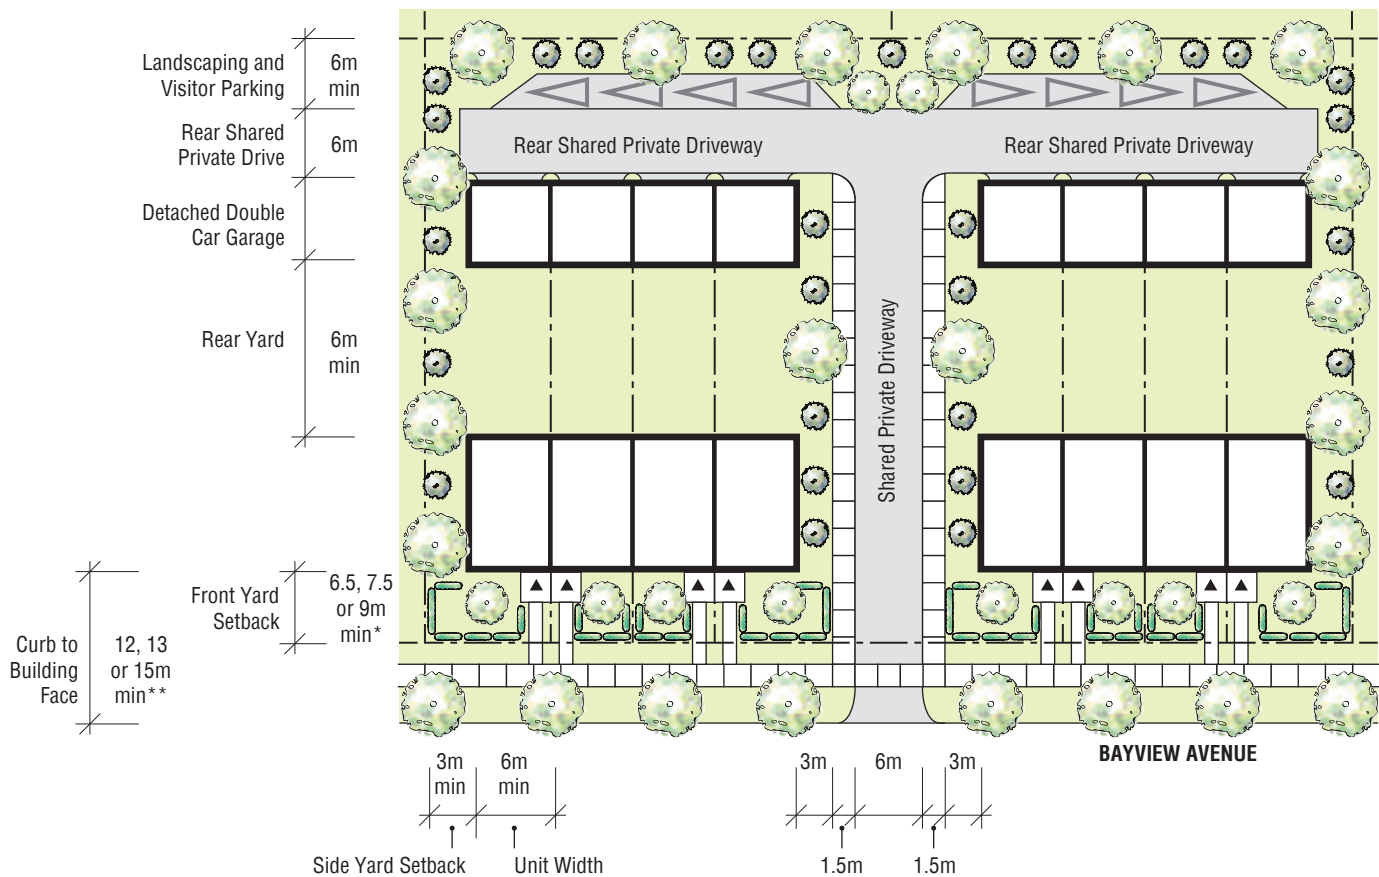 Landscaping and
Visitor Parking
6m
min
Rear Shared
Private Drive
6m
Rear Shared Private Driveway
Rear Shared Private Driveway
Detached Double
Car Garage
Rear Yard
6m
min
Shared Private Driveway
Front Yard
Setback
6.5, 7.5
or 9m
min*
Curb to
Building
Face
12, 13
or 15m
min**
BAYVIEW AVENUE
3m
min
6m
min
3m
6m
3m
Side Yard Setback
Unit Width
1.5m
1.5m